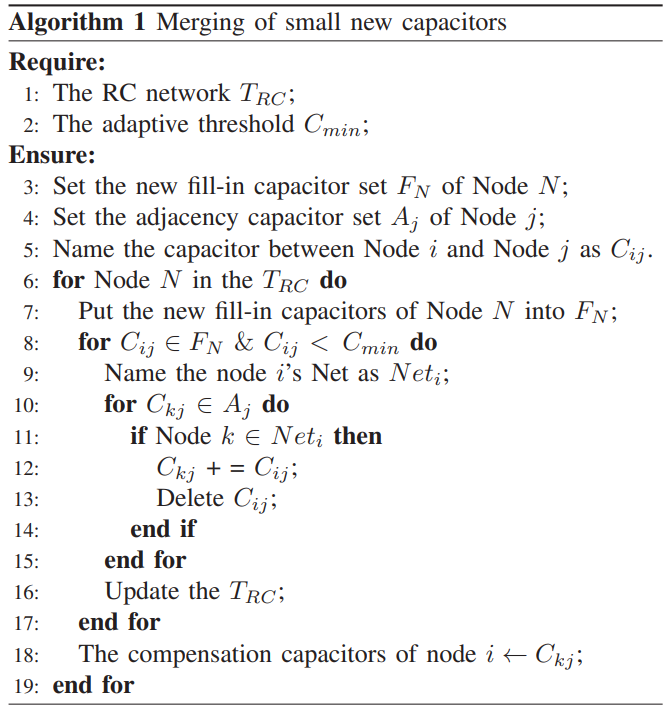 Algorithm 1 Merging of small new capacitors
Require:
1: The RC network T_{RC};
2: The adaptive threshold C_{min};
Ensure:
3: Set the new fill-in capacitor set F_N of Node N;
4: Set the adjacency capacitor set A_j of Node j;
5: Name the capacitor between Node i and Node j as C_{ij}.
6: for Node N in the T_{RC} do
7: Put the new fill-in capacitors of Node N into F_N;
8: for C_{ij} ∈ F_N & C_{ij} < C_{min} do
9: Name the node i's Net as Net_i;
10: for C_{kj} ∈ A_j do
11: if Node k ∈ Net_i then
12: C_{kj} + = C_{ij};
13: Delete C_{ij};
14: end if
15: end for
16: Update the T_{RC};
17: end for
18: The compensation capacitors of node i ← C_{kj};
19: end for